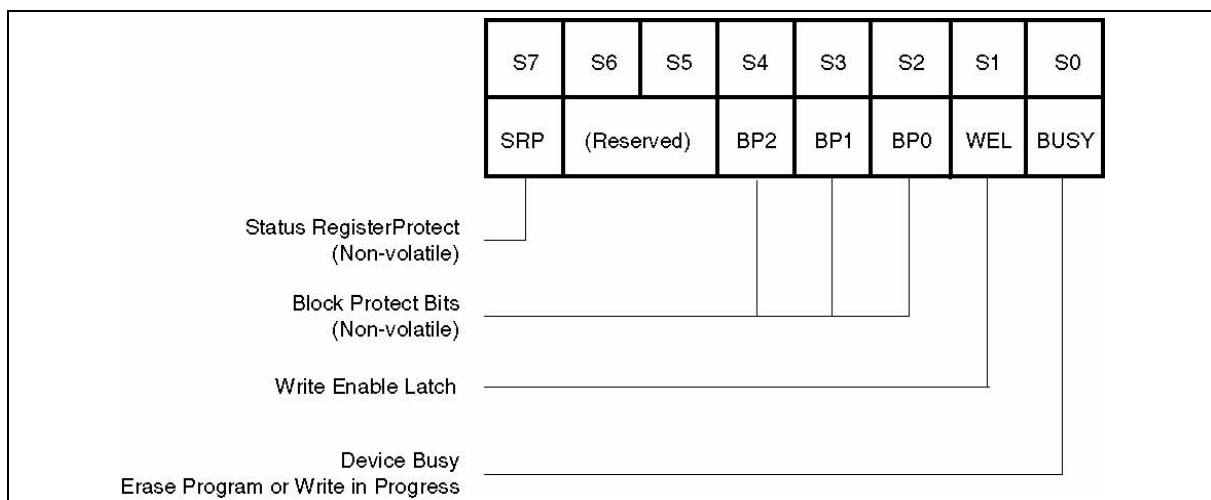 S7 S6 S5 S4 S3 S2 S1 S0
SRP (Reserved) BP2 BP1 BP0 WEL BUSY
Status RegisterProtect
(Non-volatile)
Block Protect Bits
(Non-volatile)
Write Enable Latch
Device Busy
Erase Program or Write in Progress